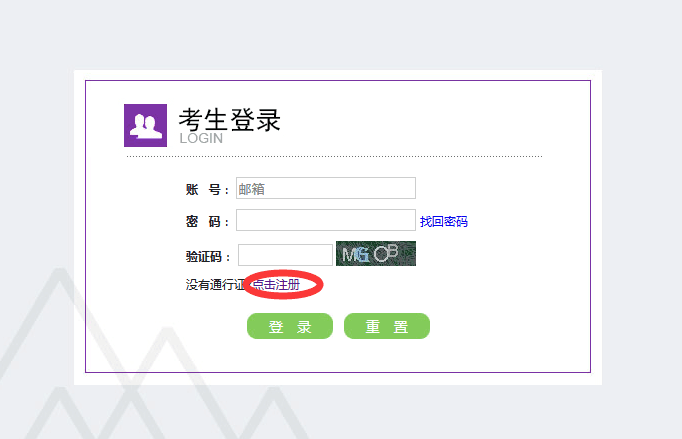 考生登录
LOGIN
账 号： 邮箱
密 码： 找回密码
验证码： MGOB
没有通行证 点击注册
登 录 重 置